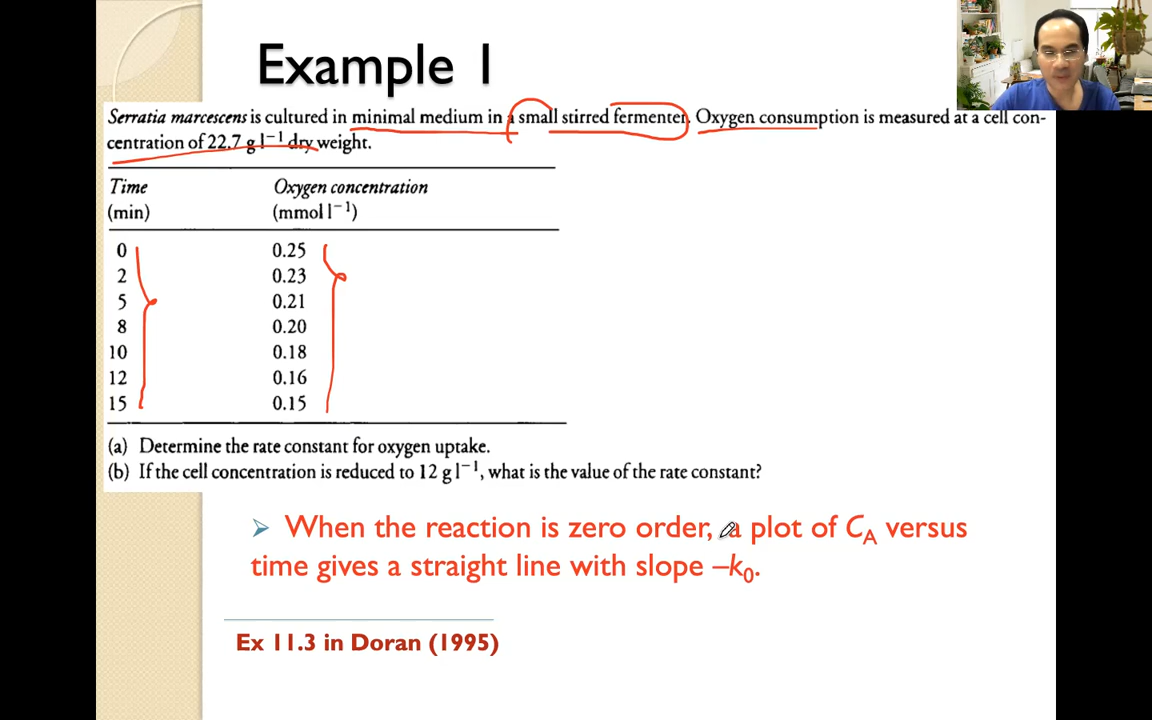 Example 1
Serratia marcescens is cultured in minimal medium in a small stirred fermenter. Oxygen consumption is measured at a cell con-
centration of 22.7 g l⁻¹ dry weight.
Time Oxygen concentration
(min) (mmol l⁻¹)
0 0.25
2 0.23
5 0.21
8 0.20
10 0.18
12 0.16
15 0.15
(a) Determine the rate constant for oxygen uptake.
(b) If the cell concentration is reduced to 12 g l⁻¹, what is the value of the rate constant?
➢ When the reaction is zero order, a plot of C_A versus
time gives a straight line with slope –k₀.
Ex 11.3 in Doran (1995)